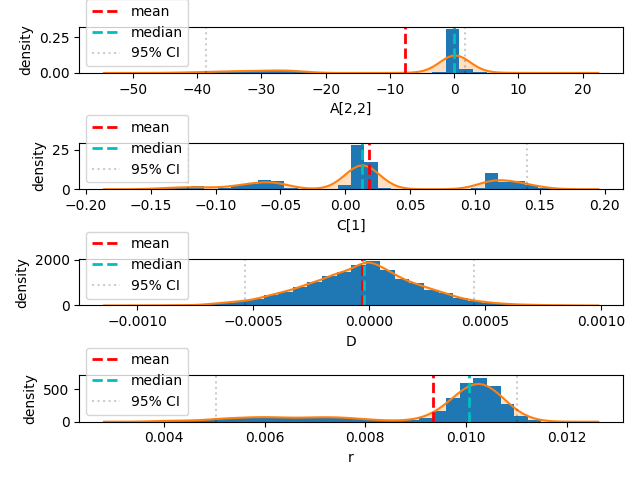 mean
median
95% CI
density
0.25
0.00
−50 −40 −30 −20 −10 0 10 20
A[2,2]
mean
median
95% CI
density
25
0
−0.20 −0.15 −0.10 −0.05 0.00 0.05 0.10 0.15 0.20
C[1]
mean
median
95% CI
density
2000
0
−0.0010 −0.0005 0.0000 0.0005 0.0010
D
mean
median
95% CI
density
500
0
0.004 0.006 0.008 0.010 0.012
r